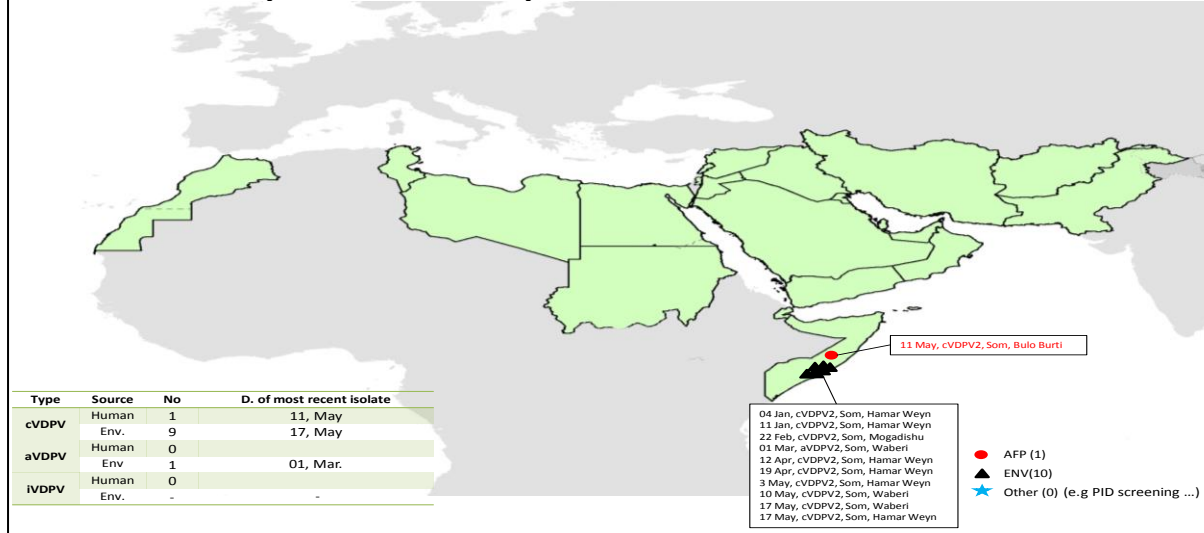 11 May, cVDPV2, Som, Bulo Burti
Type Source No D. of most recent isolate
cVDPV Human 1 11, May
Env. 9 17, May
aVDPV Human 0
Env 1 01, Mar.
iVDPV Human 0
Env. - -
04 Jan, cVDPV2, Som, Hamar Weyn
11 Jan, cVDPV2, Som, Hamar Weyn
22 Feb, cVDPV2, Som, Mogadishu
01 Mar, aVDPV2, Som, Waberi
12 Apr, cVDPV2, Som, Hamar Weyn
19 Apr, cVDPV2, Som, Hamar Weyn
3 May, cVDPV2, Som, Hamar Weyn
10 May, cVDPV2, Som, Waberi
17 May, cVDPV2, Som, Waberi
17 May, cVDPV2, Som, Hamar Weyn
AFP (1)
ENV(10)
Other (0) (e.g PID screening ...)